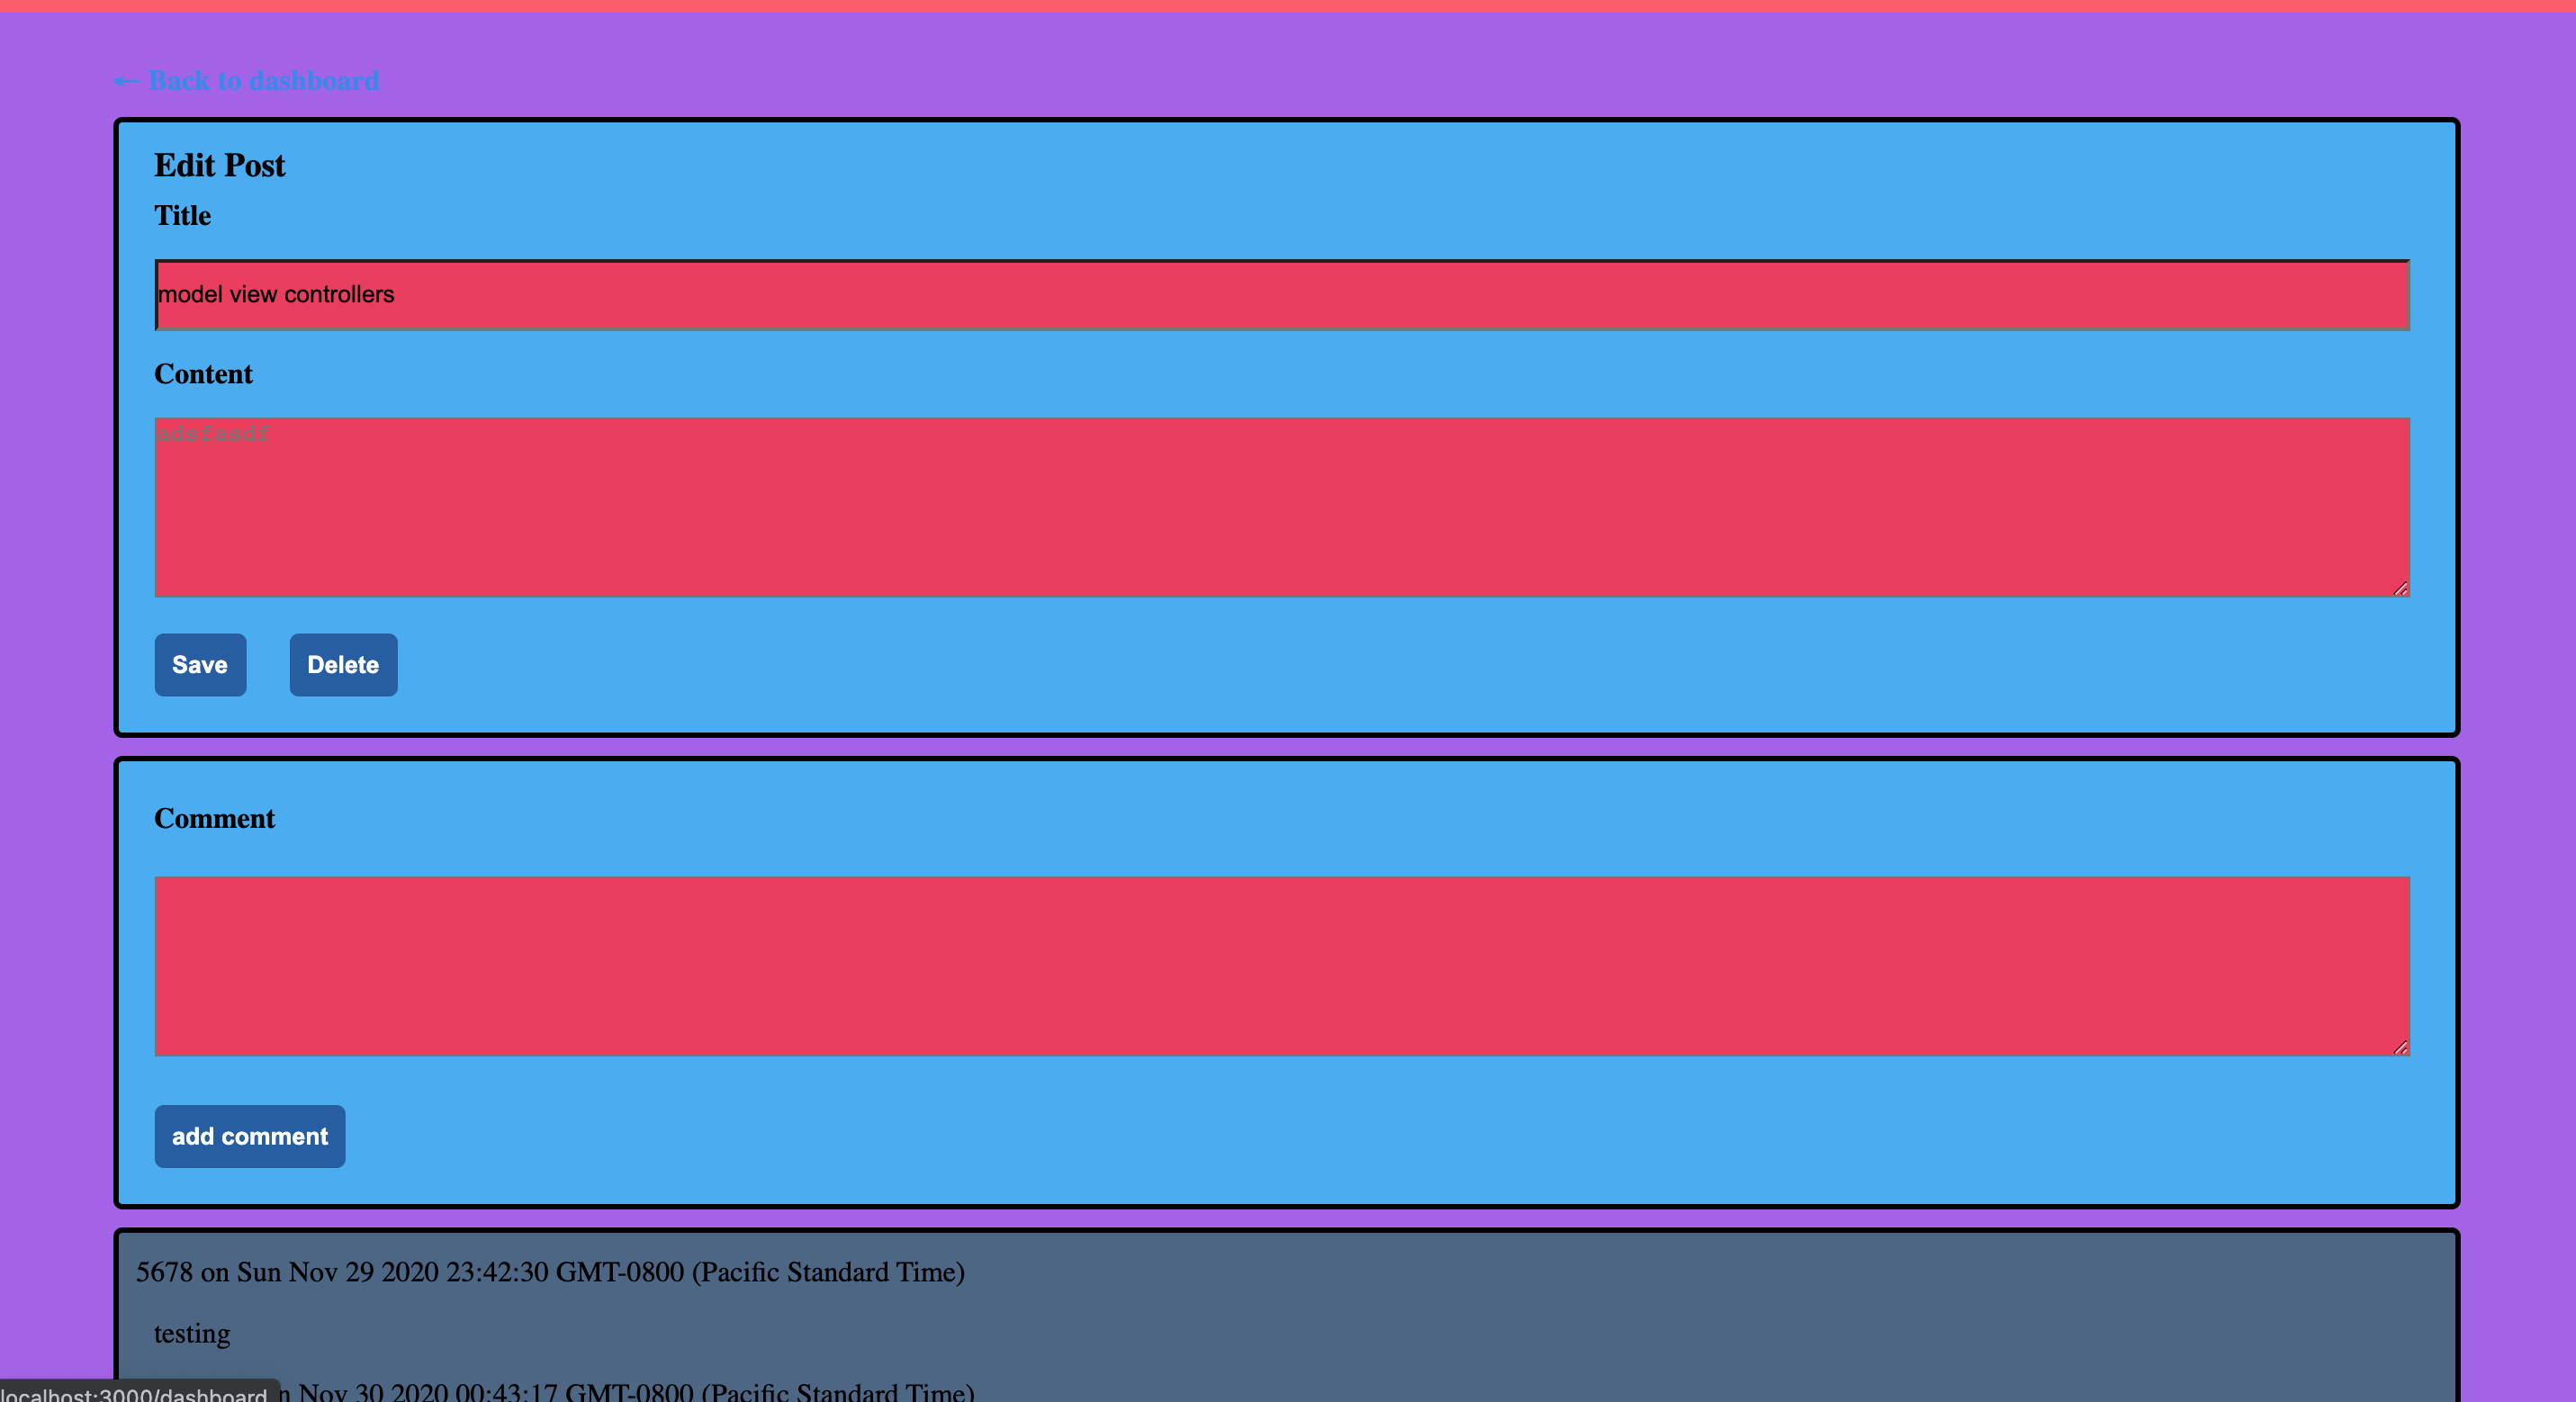 ← Back to dashboard
Edit Post
Title
model view controllers
Content
adsfasdf
Save Delete
Comment
add comment
5678 on Sun Nov 29 2020 23:42:30 GMT-0800 (Pacific Standard Time)
testing
Nov 30 2020 00:43:17 GMT-0800 (Pacific Standard Time)
localhost:3000/dashboard